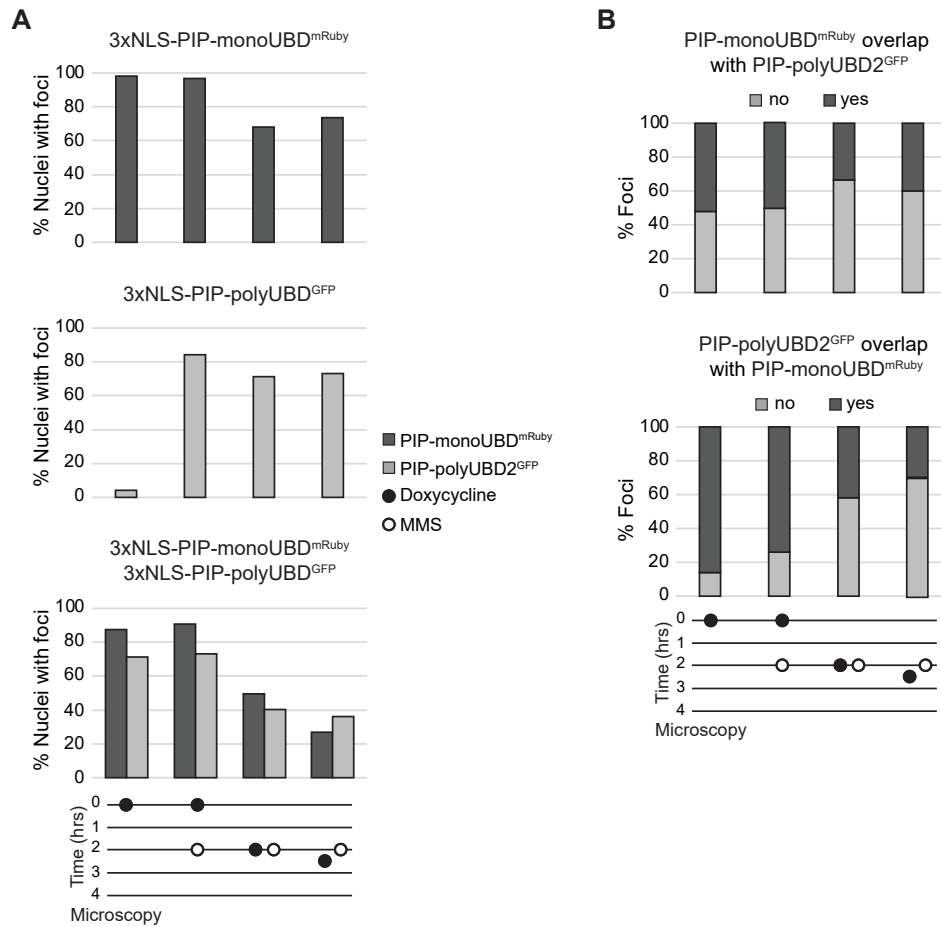 A
3xNLS-PIP-monoUBDmRuby
% Nuclei with foci
100
80
60
40
20
0
3xNLS-PIP-polyUBDGFP
% Nuclei with foci
100
80
60
40
20
0
PIP-monoUBDmRuby
PIP-polyUBD2GFP
Doxycycline
MMS
3xNLS-PIP-monoUBDmRuby
3xNLS-PIP-polyUBDGFP
% Nuclei with foci
100
80
60
40
20
0
Time (hrs)
0
1
2
3
4
Microscopy
B
PIP-monoUBDmRuby overlap
with PIP-polyUBD2GFP
no yes
% Foci
100
80
60
40
20
0
PIP-polyUBD2GFP overlap
with PIP-monoUBDmRuby
no yes
% Foci
100
80
60
40
20
0
Time (hrs)
0
1
2
3
4
Microscopy